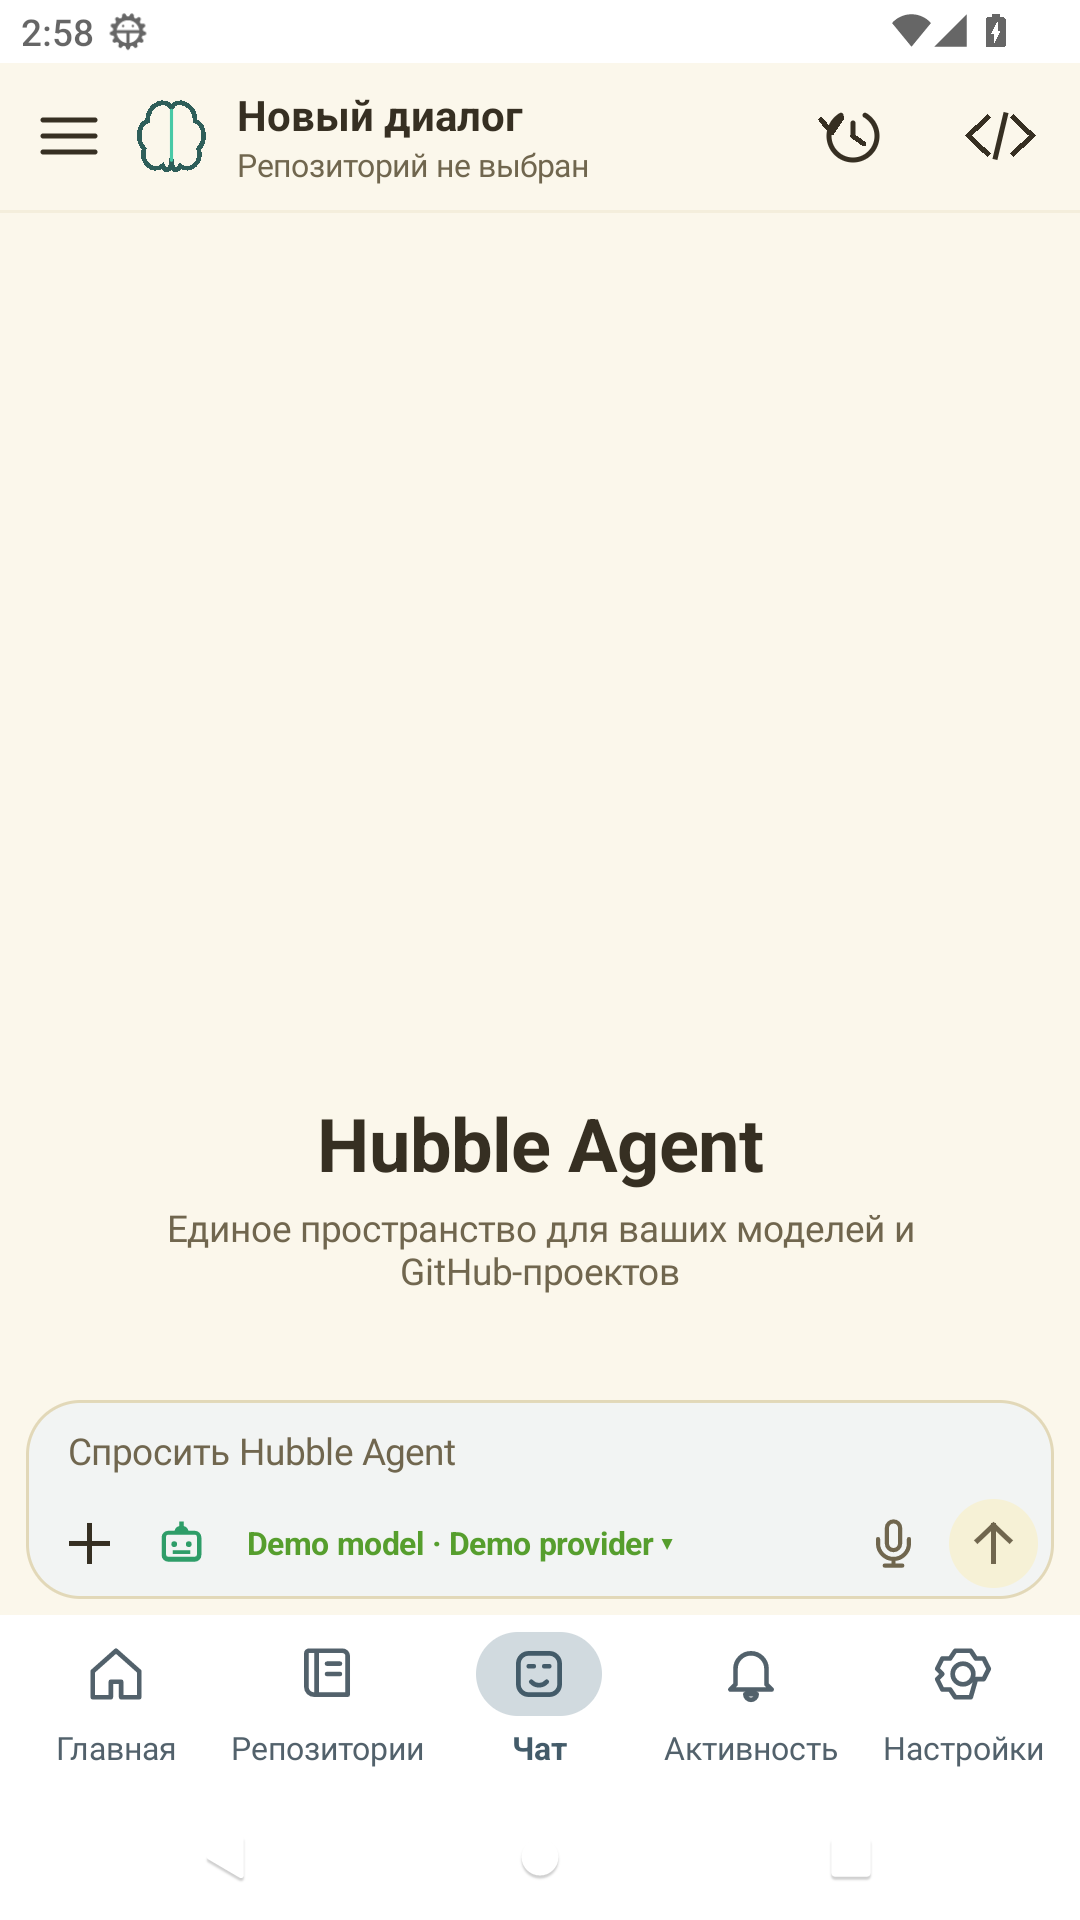 2:58
Новый диалог
Репозиторий не выбран
Hubble Agent
Единое пространство для ваших моделей и
GitHub-проектов
Спросить Hubble Agent
Demo model · Demo provider ▾
Главная
Репозитории
Чат
Активность
Настройки